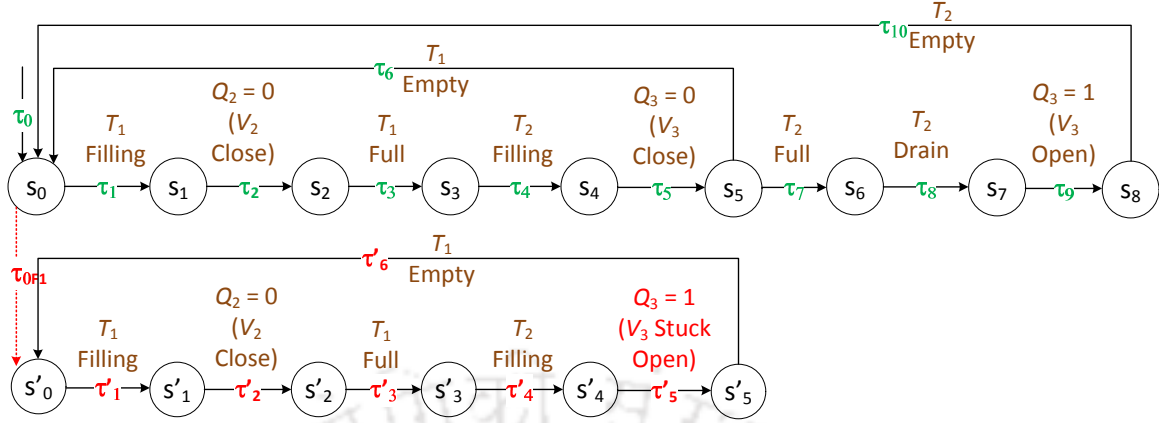 T2
τ10
Empty
T1
τ6
Empty
τ0
T1
Filling
Q2 = 0
(V2
Close)
T1
Full
T2
Filling
Q3 = 0
(V3
Close)
T2
Full
T2
Drain
Q3 = 1
(V3
Open)
s0
τ1
s1
τ2
s2
τ3
s3
τ4
s4
τ5
s5
τ7
s6
τ8
s7
τ9
s8
τ0F1
T1
τ'6
Empty
T1
Filling
Q2 = 0
(V2
Close)
T1
Full
T2
Filling
Q3 = 1
(V3 Stuck
Open)
s'0
τ'1
s'1
τ'2
s'2
τ'3
s'3
τ'4
s'4
τ'5
s'5